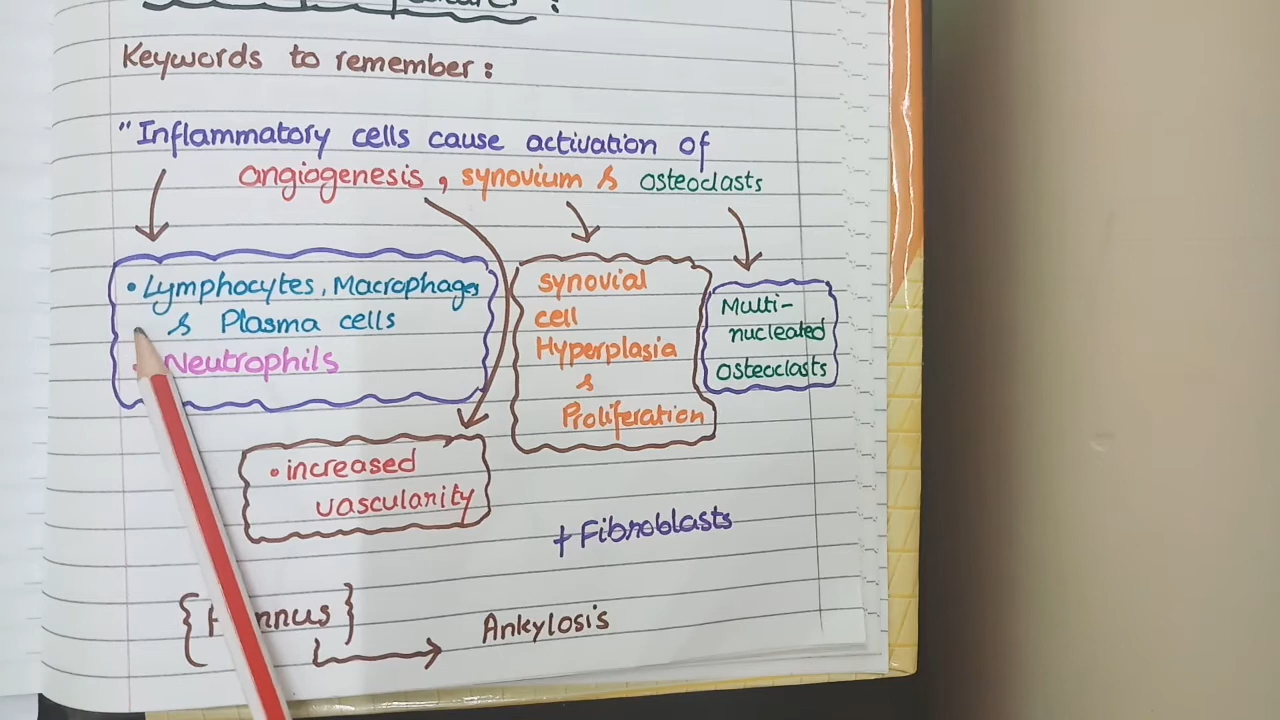 Keywords to remember:
"Inflammatory cells cause activation of
angiogenesis, synovium & osteoclasts
• Lymphocytes, Macrophages
& Plasma cells
• Neutrophils
synovial
cell
Hyperplasia
&
Proliferation
Multi-
nucleated
osteoclasts
• increased
vascularity
+ Fibroblasts
Ankylosis